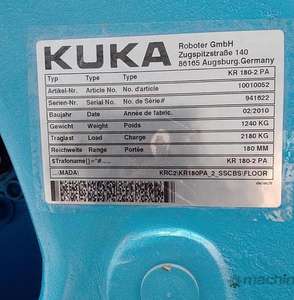 KUKA
Roboter GmbH
Zugspitzstraße 140
86165 Augsburg.Germany
Typ Type Type KR 180-2 PA
Artikel-Nr. Article No. No. d'article 10010052
Serien-Nr. Serial No. No. de Série# 941622
Baujahr Date Année de fabric. 02/2010
Gewicht Weight Poids 1240 KG
Traglast Load Charge 2180 KG
Reichweite Range Portée 180 MM
$Trafoname[]="#..... KR 180-2 PA
...\MADA\ KRC2\KR180PA_2_SSCBS\FLOOR
machin